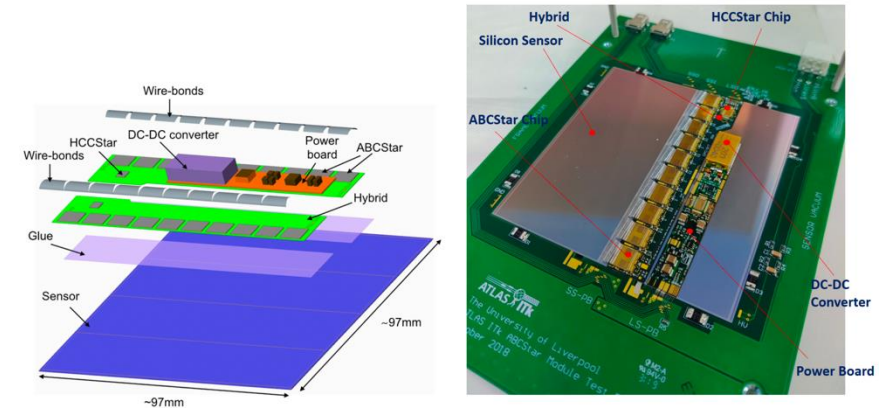 Wire-bonds
HCCStar
DC-DC converter
Power
board
ABCStar
Wire-bonds
Hybrid
Glue
Sensor
~97mm
~97mm
Hybrid
HCCStar Chip
Silicon Sensor
ABCStar Chip
SENSOR VACUUM
DC-DC
Converter
Power Board
ATLAS ITk
SS-PB
LS-PB
The University of Liverpool
ATLAS ITk ABCStar Module Test
ober 2018